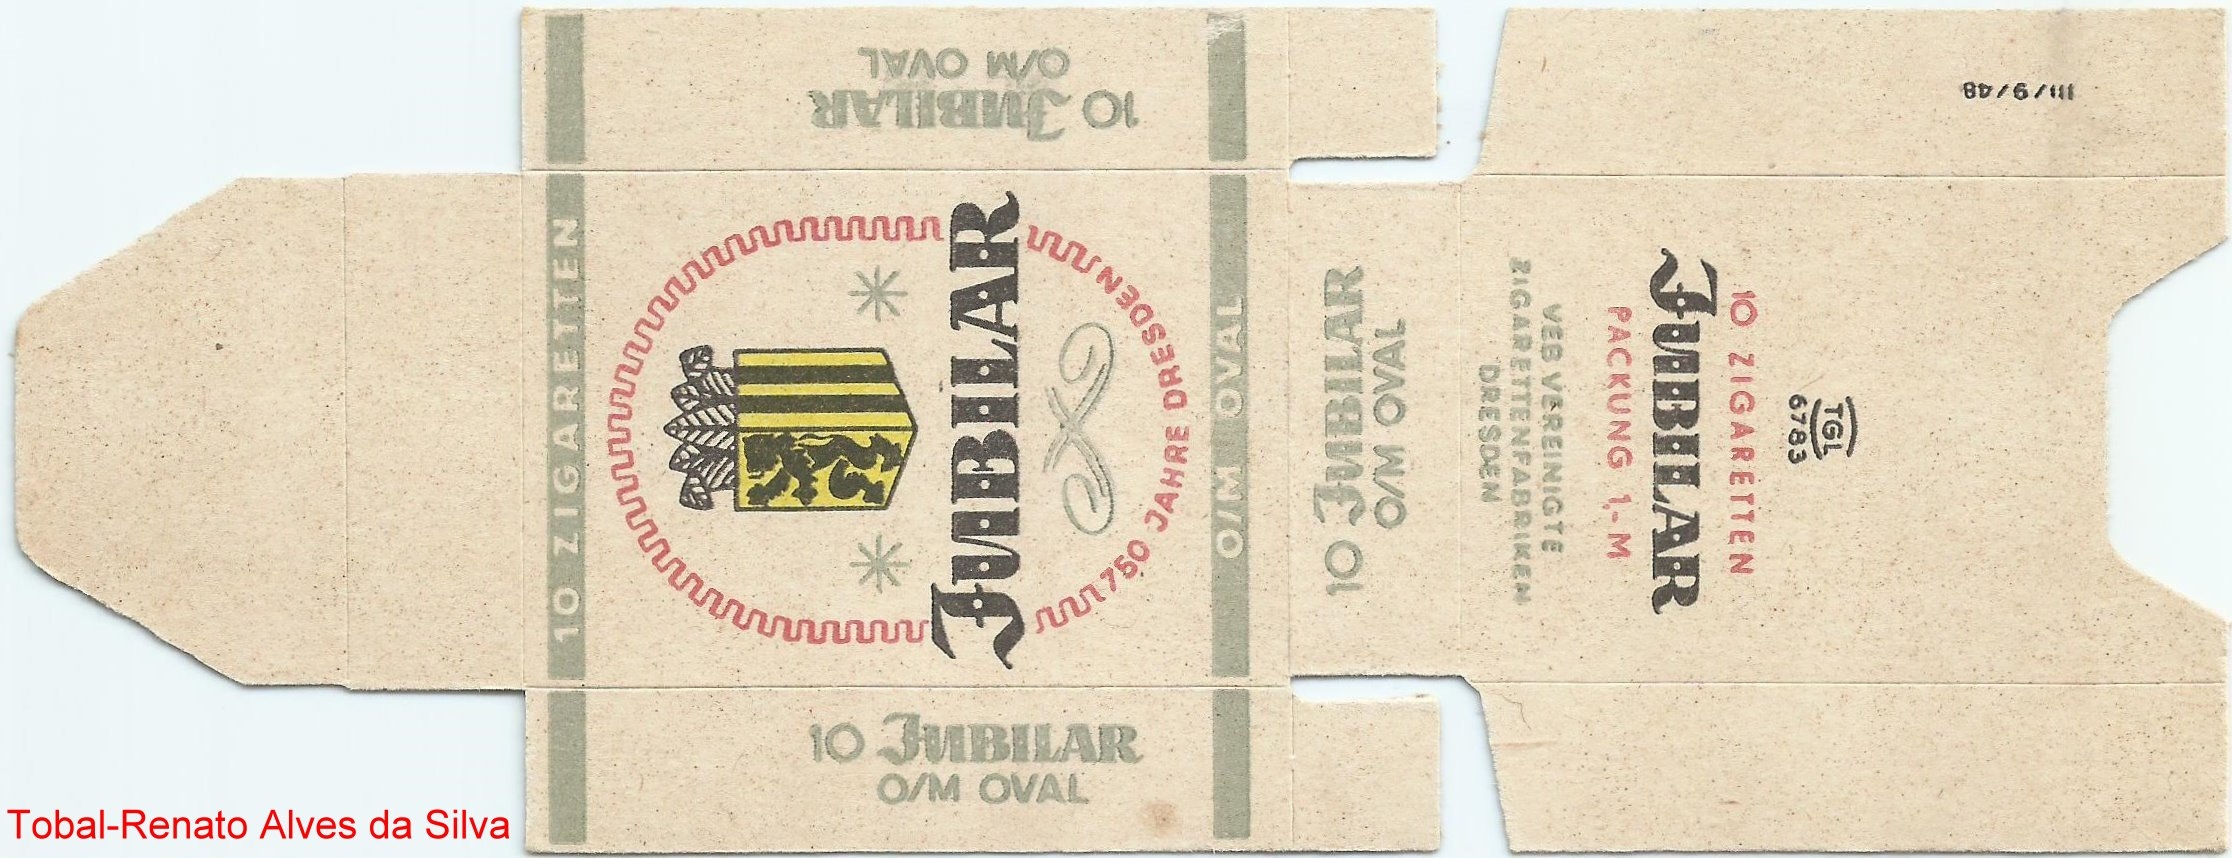 10 JUBILAR
O/M OVAL
10 ZIGARETTEN
JUBILAR
750 JAHRE DRESDEN
O/M OVAL
10 JUBILAR
O/M OVAL
10 JUBILAR
O/M OVAL
VEB VEREINIGTE
ZIGARETTENFABRIKEN
DRESDEN
10 ZIGARETTEN
JUBILAR
PACKUNG 1,- M
TGL
6783
III/9/48
Tobal-Renato Alves da Silva